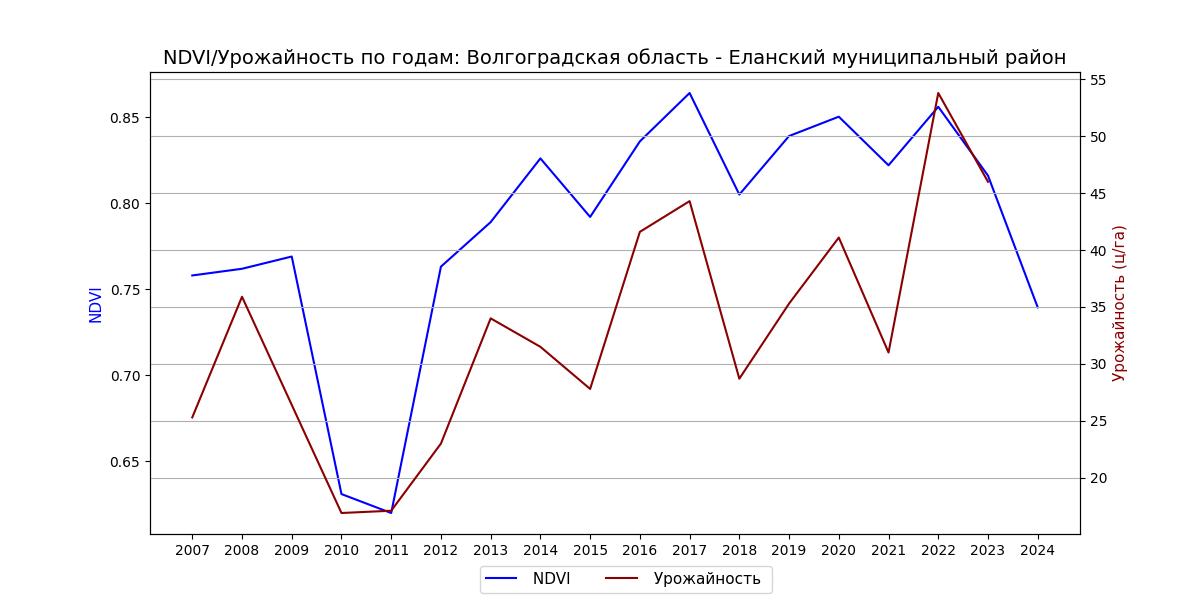 NDVI/Урожайность по годам: Волгоградская область - Еланский муниципальный район
55
0.85
50
45
0.80
40
0.75
35
NDVI
Урожайность (ц/га)
30
0.70
25
0.65
20
2007 2008 2009 2010 2011 2012 2013 2014 2015 2016 2017 2018 2019 2020 2021 2022 2023 2024
NDVI Урожайность